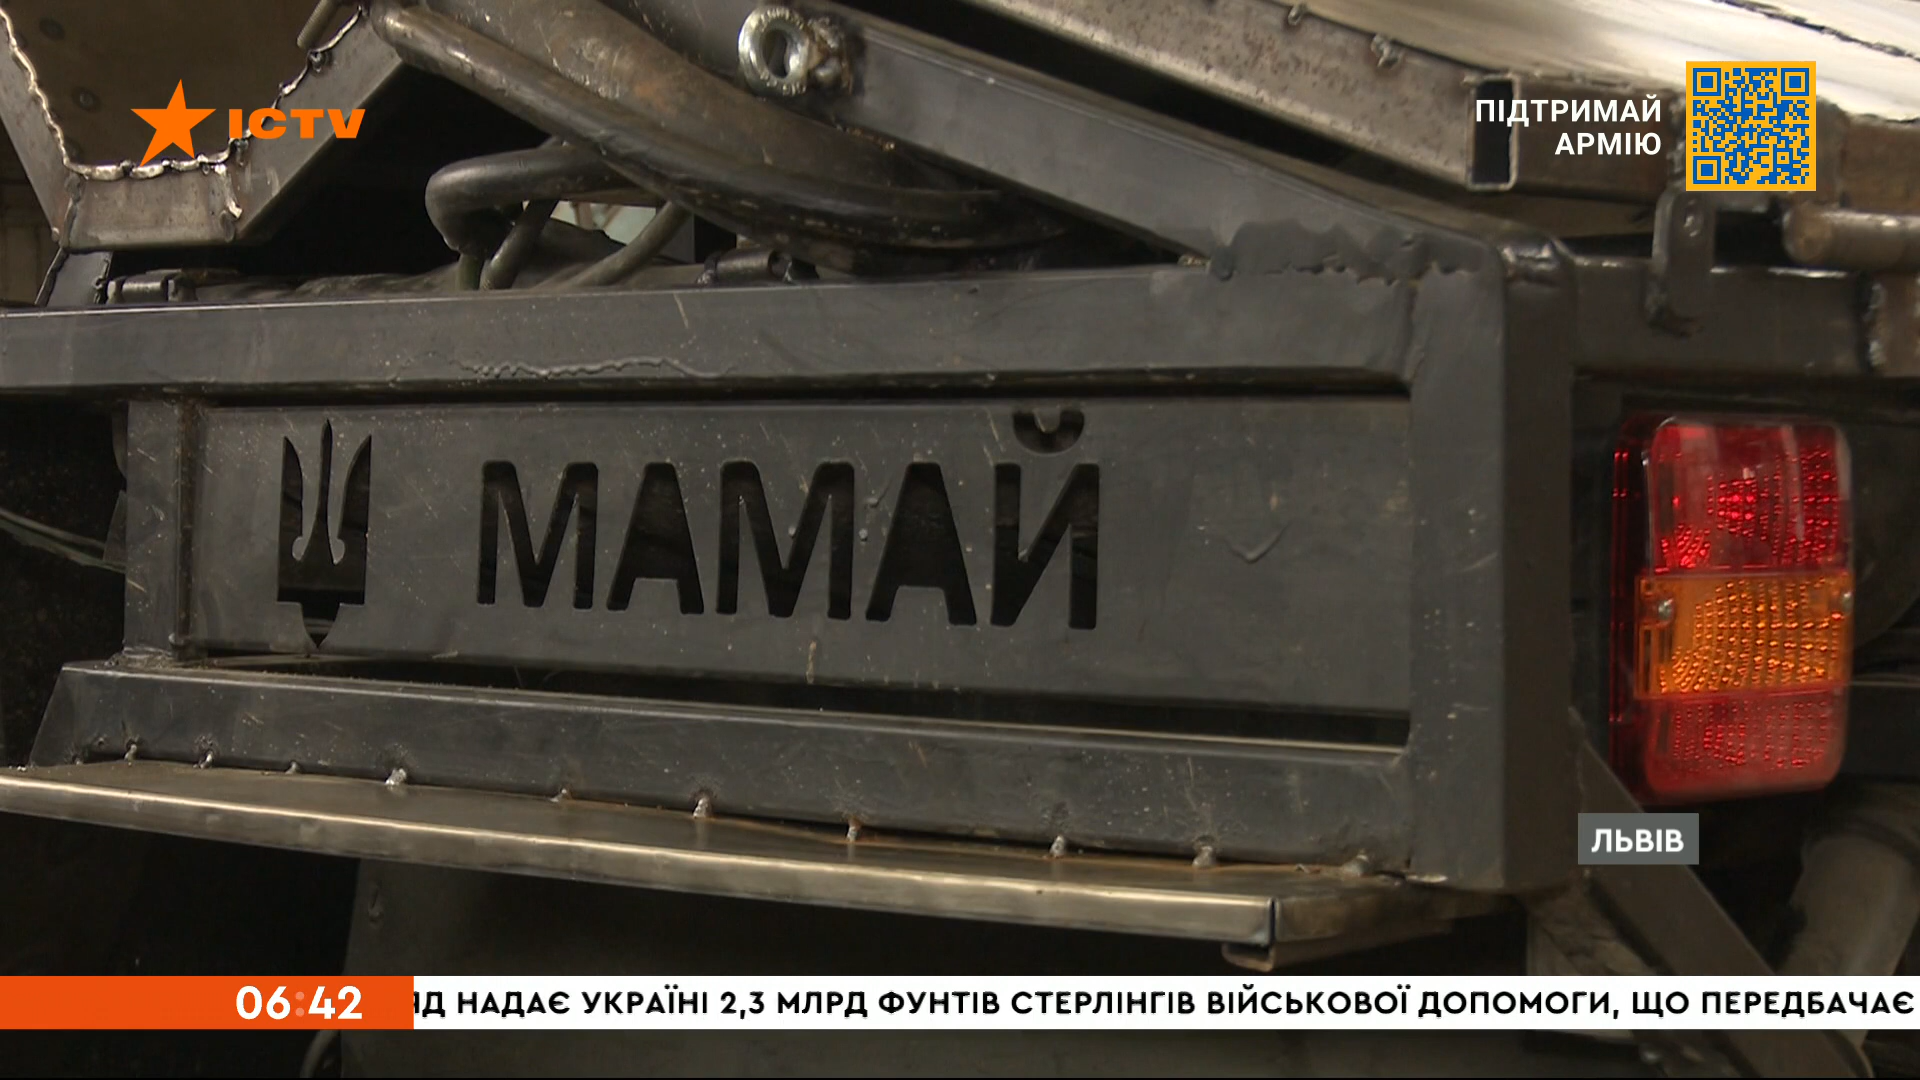 ICTV
ПІДТРИМАЙ
АРМІЮ
МАМАЙ
ЛЬВІВ
06:42
НАДАЄ УКРАЇНІ 2,3 МЛРД ФУНТІВ СТЕРЛІНГІВ ВІЙСЬКОВОЇ ДОПОМОГИ, ЩО ПЕРЕДБАЧАЄ